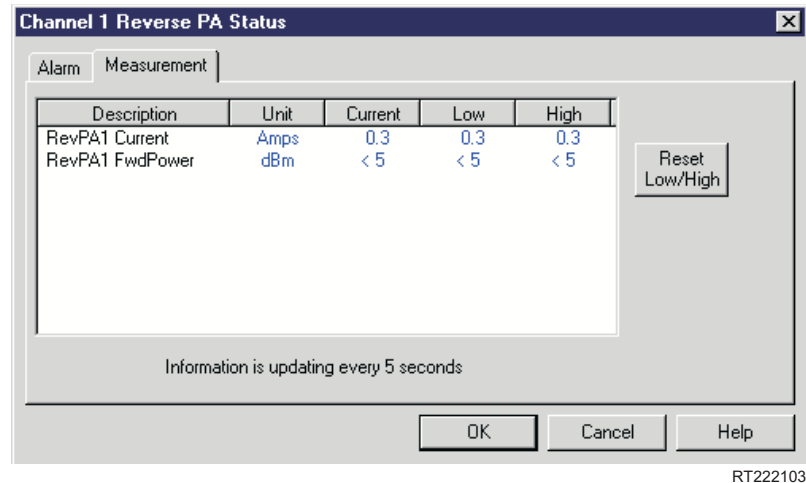 Channel 1 Reverse PA Status
Alarm Measurement
Description Unit Current Low High
RevPA1 Current Amps 0.3 0.3 0.3
RevPA1 FwdPower dBm < 5 < 5 < 5
Reset
Low/High
Information is updating every 5 seconds
OK Cancel Help
RT222103